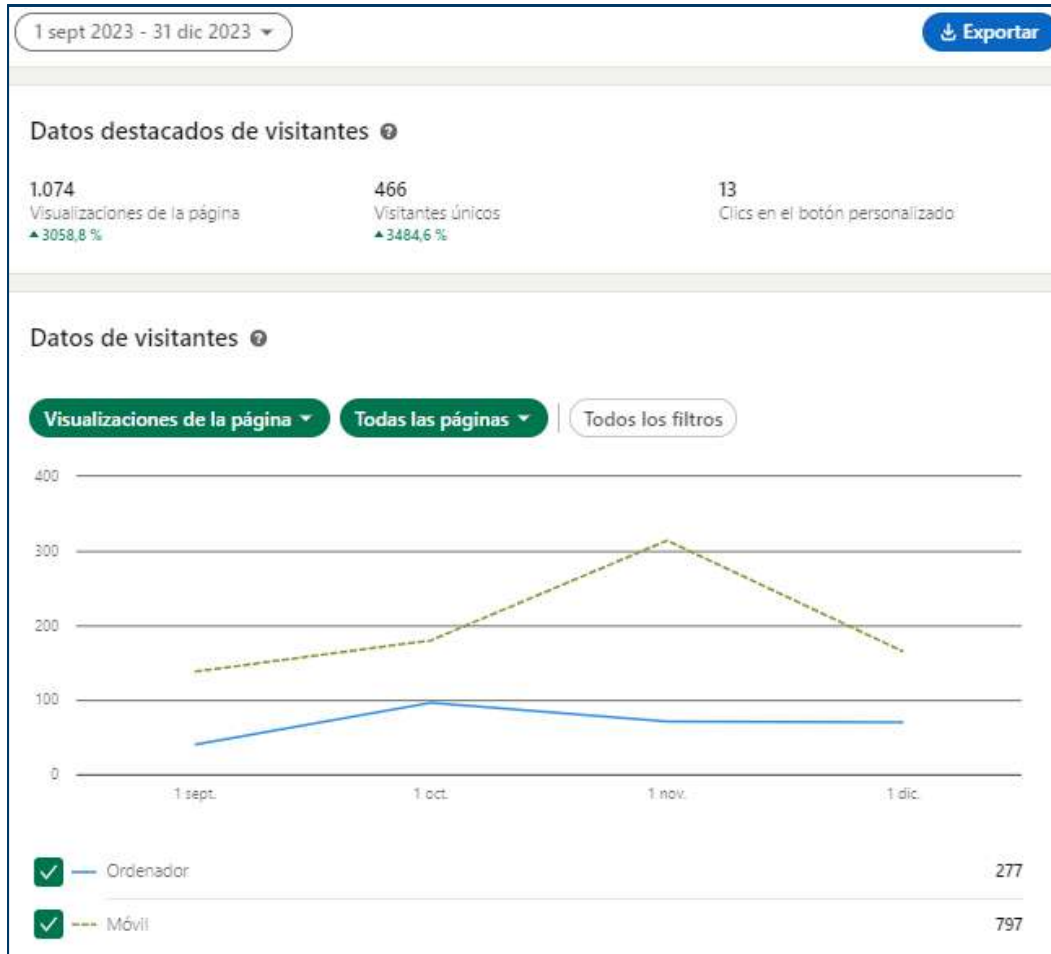 1 sept 2023 - 31 dic 2023
Exportar
Datos destacados de visitantes
1.074
Visualizaciones de la página
3058,8 %
466
Visitantes únicos
3484,6 %
13
Clics en el botón personalizado
Datos de visitantes
Visualizaciones de la página
Todas las páginas
Todos los filtros
400
300
200
100
0
1 sept.
1 oct.
1 nov.
1 dic.
Ordenador 277
Móvil 797